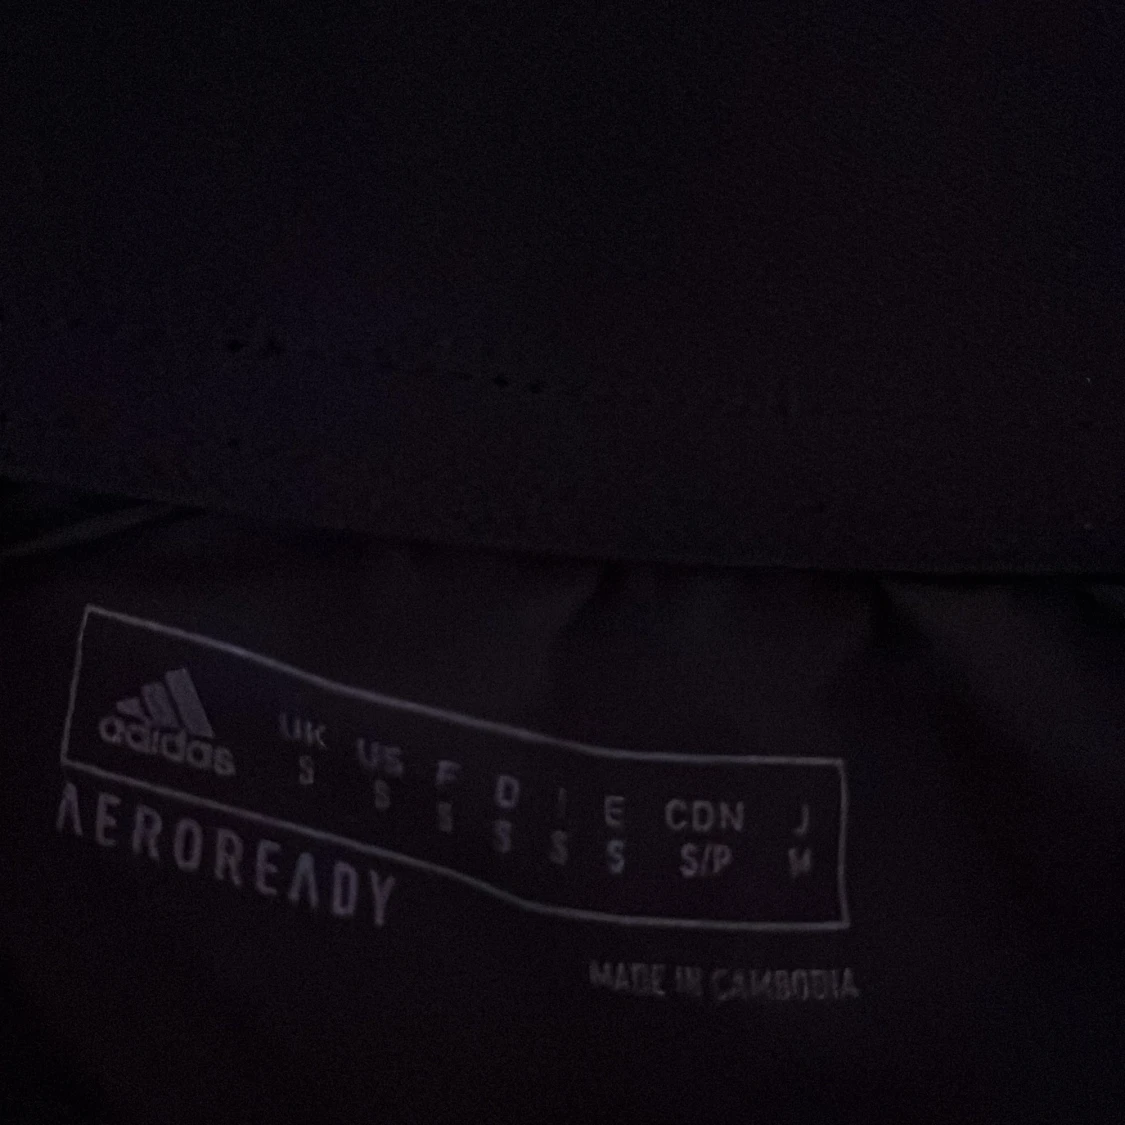 adidas
UK US F D I E CDN J
S S S S S S S/P M
AEROREADY
MADE IN CAMBODIA